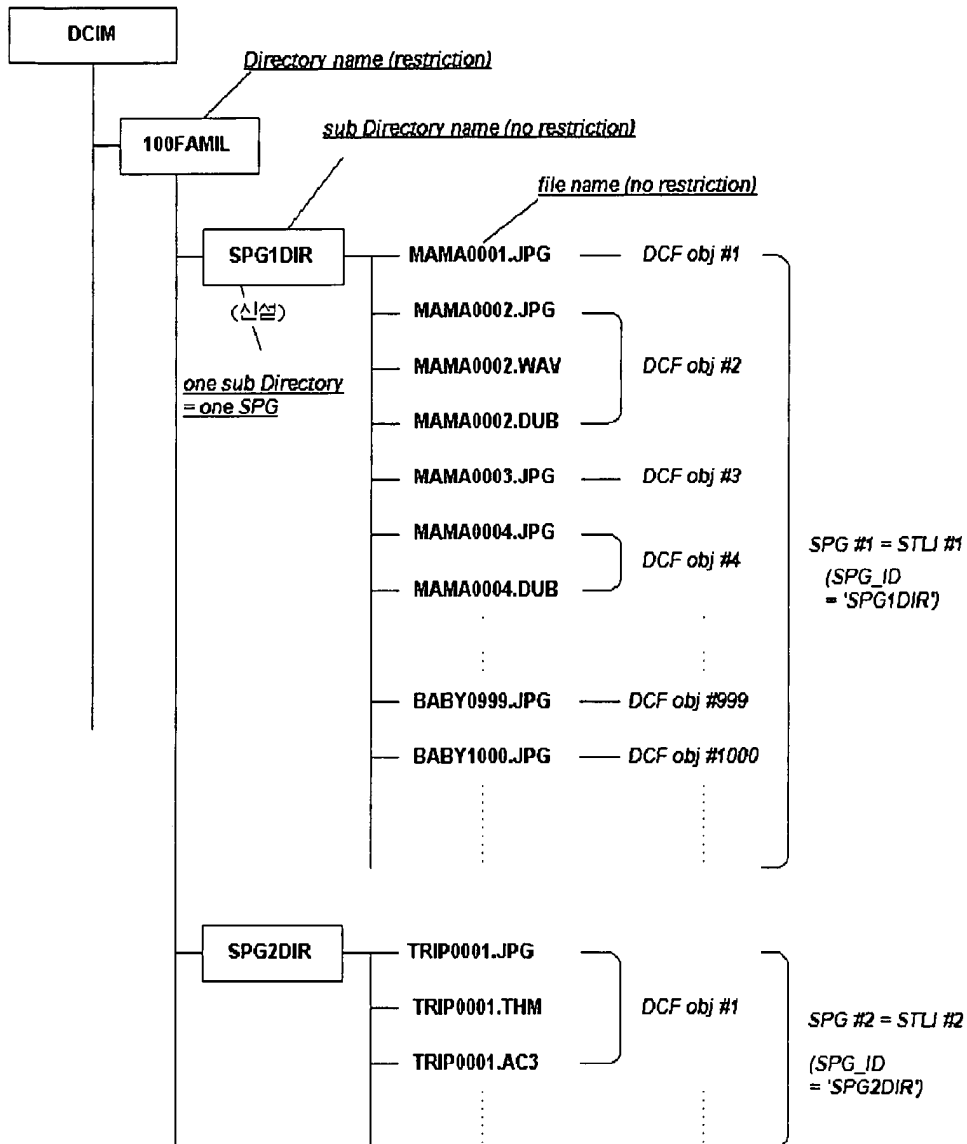 DCIM
Directory name (restriction)
100FAMIL
sub Directory name (no restriction)
file name (no restriction)
SPG1DIR
(신설)
one sub Directory
= one SPG
MAMA0001.JPG
DCF obj #1
MAMA0002.JPG
MAMA0002.WAV
DCF obj #2
MAMA0002.DUB
MAMA0003.JPG
DCF obj #3
MAMA0004.JPG
DCF obj #4
MAMA0004.DUB
BABY0999.JPG
DCF obj #999
BABY1000.JPG
DCF obj #1000
SPG #1 = STLI #1
(SPG_ID
= 'SPG1DIR')
SPG2DIR
TRIP0001.JPG
TRIP0001.THM
DCF obj #1
TRIP0001.AC3
SPG #2 = STLI #2
(SPG_ID
= 'SPG2DIR')